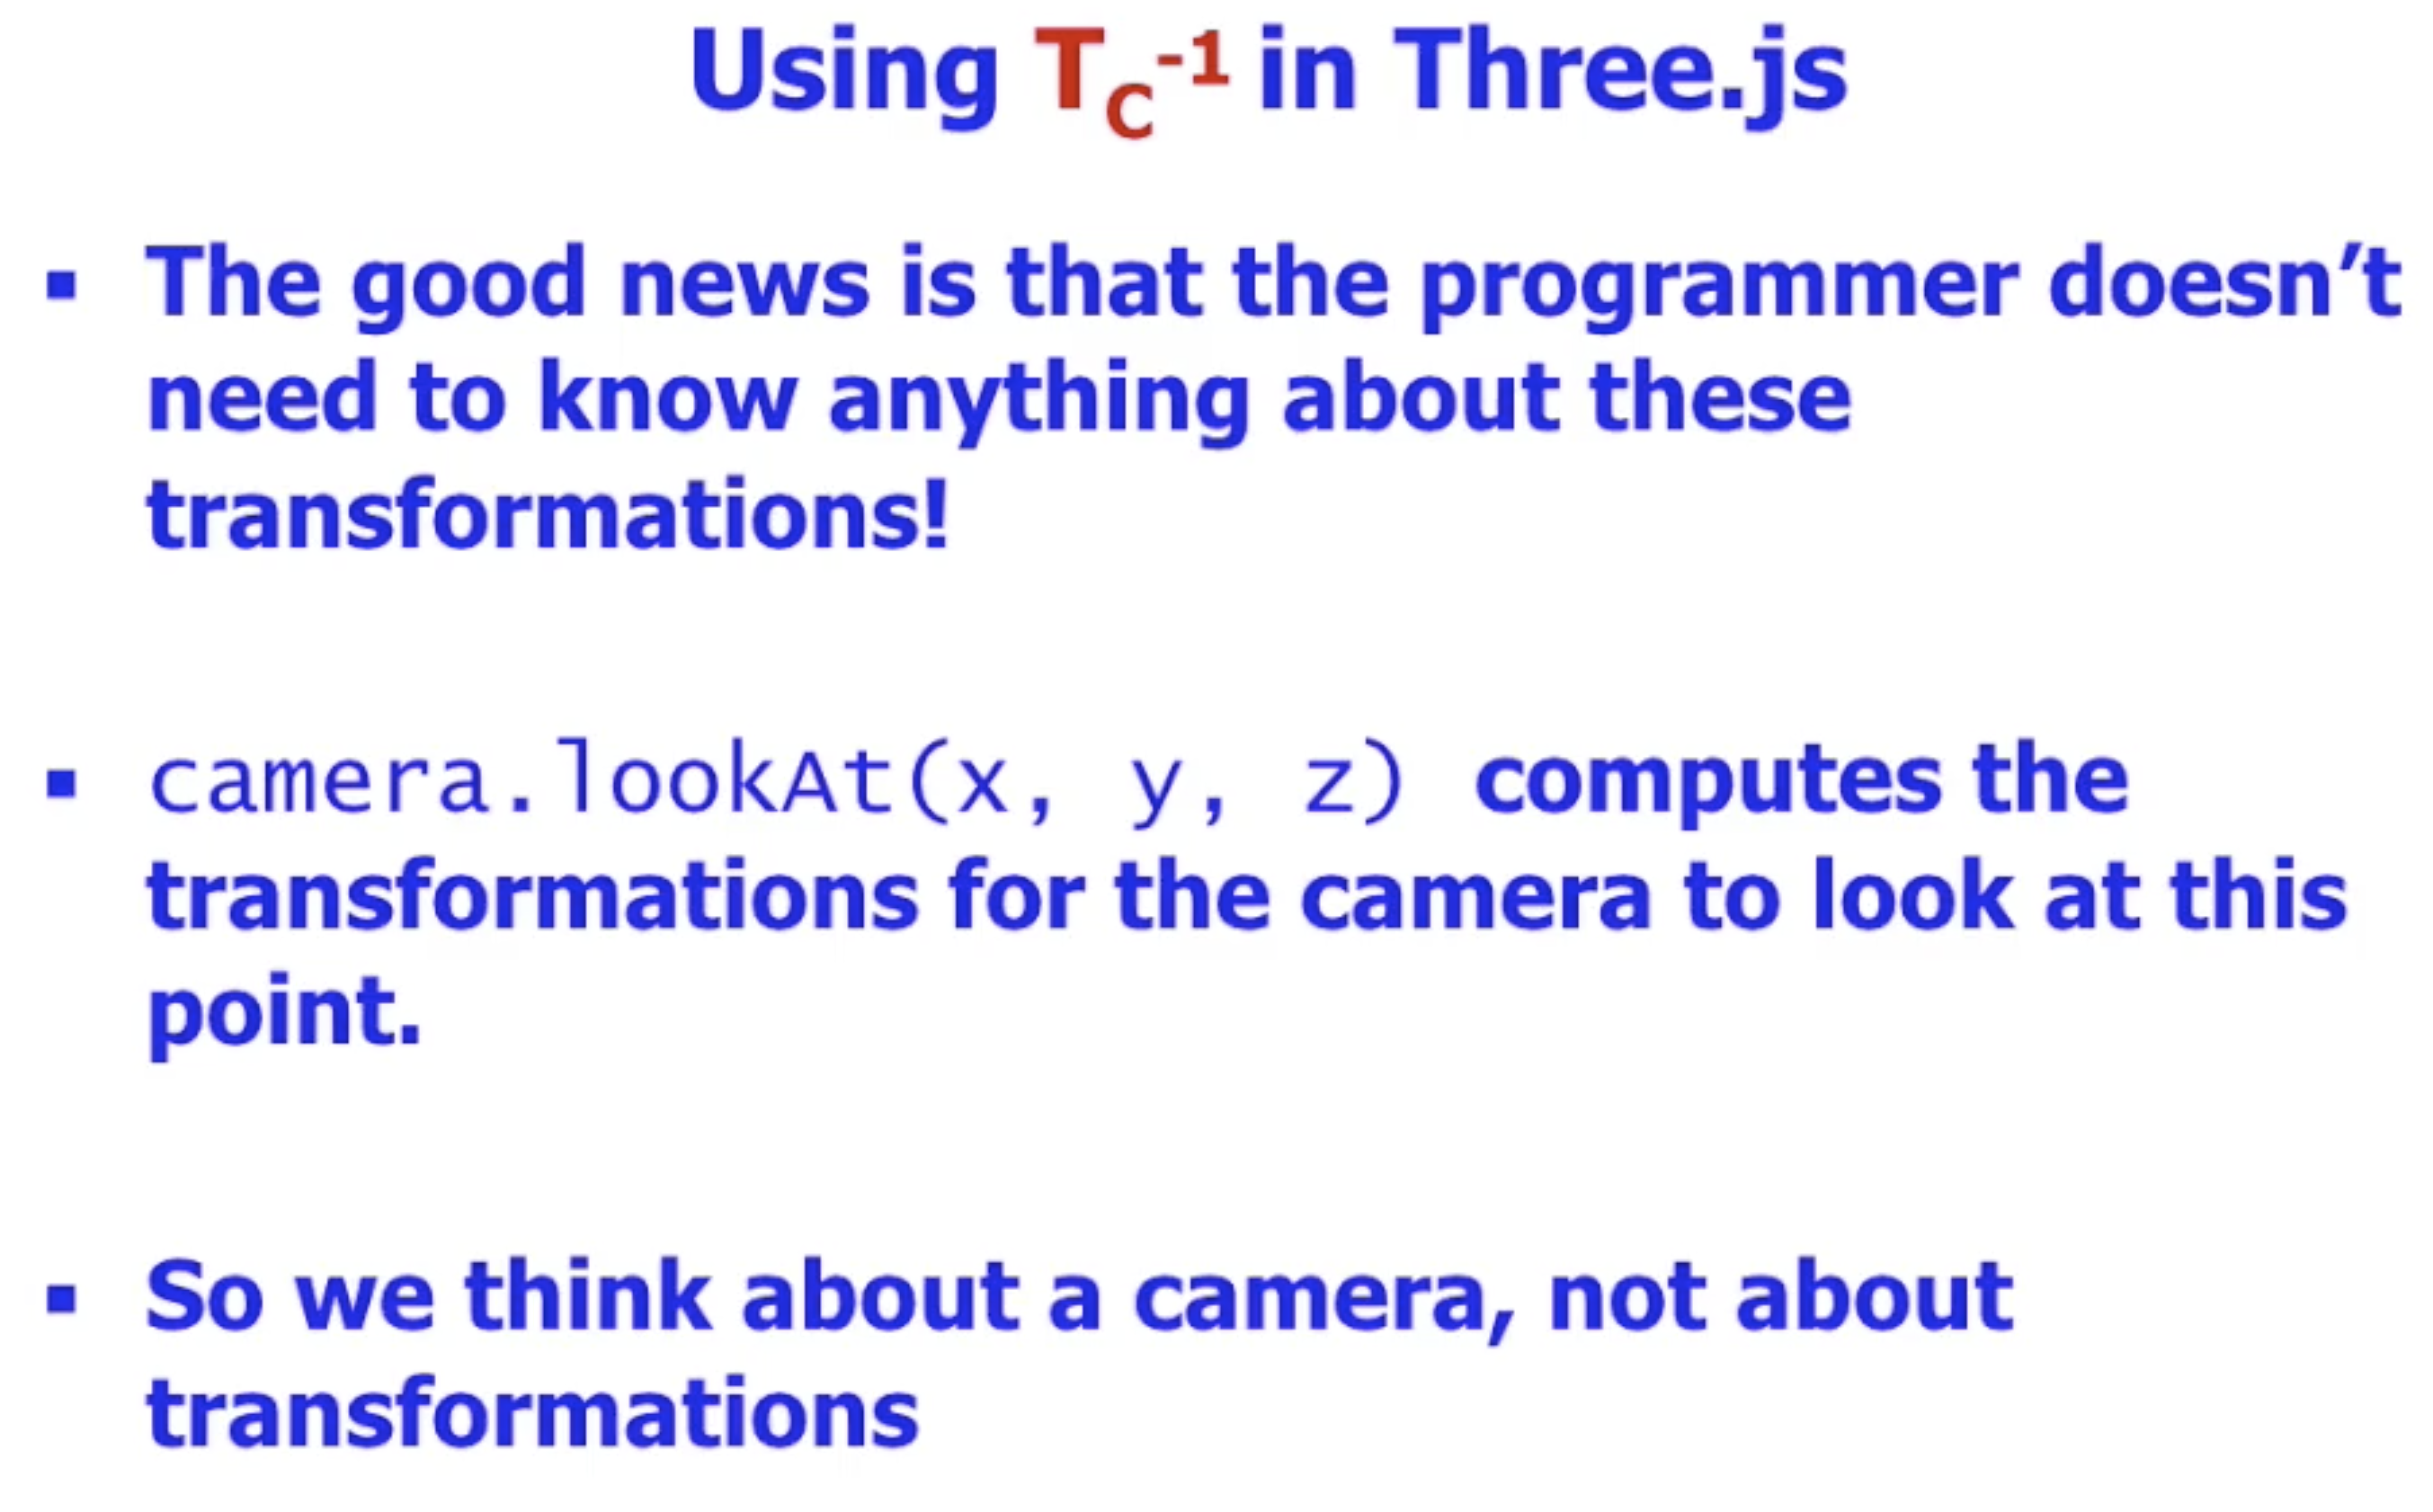 Using T_C^-1 in Three.js
▪ The good news is that the programmer doesn’t
need to know anything about these
transformations!
▪ camera.lookAt(x, y, z) computes the
transformations for the camera to look at this
point.
▪ So we think about a camera, not about
transformations